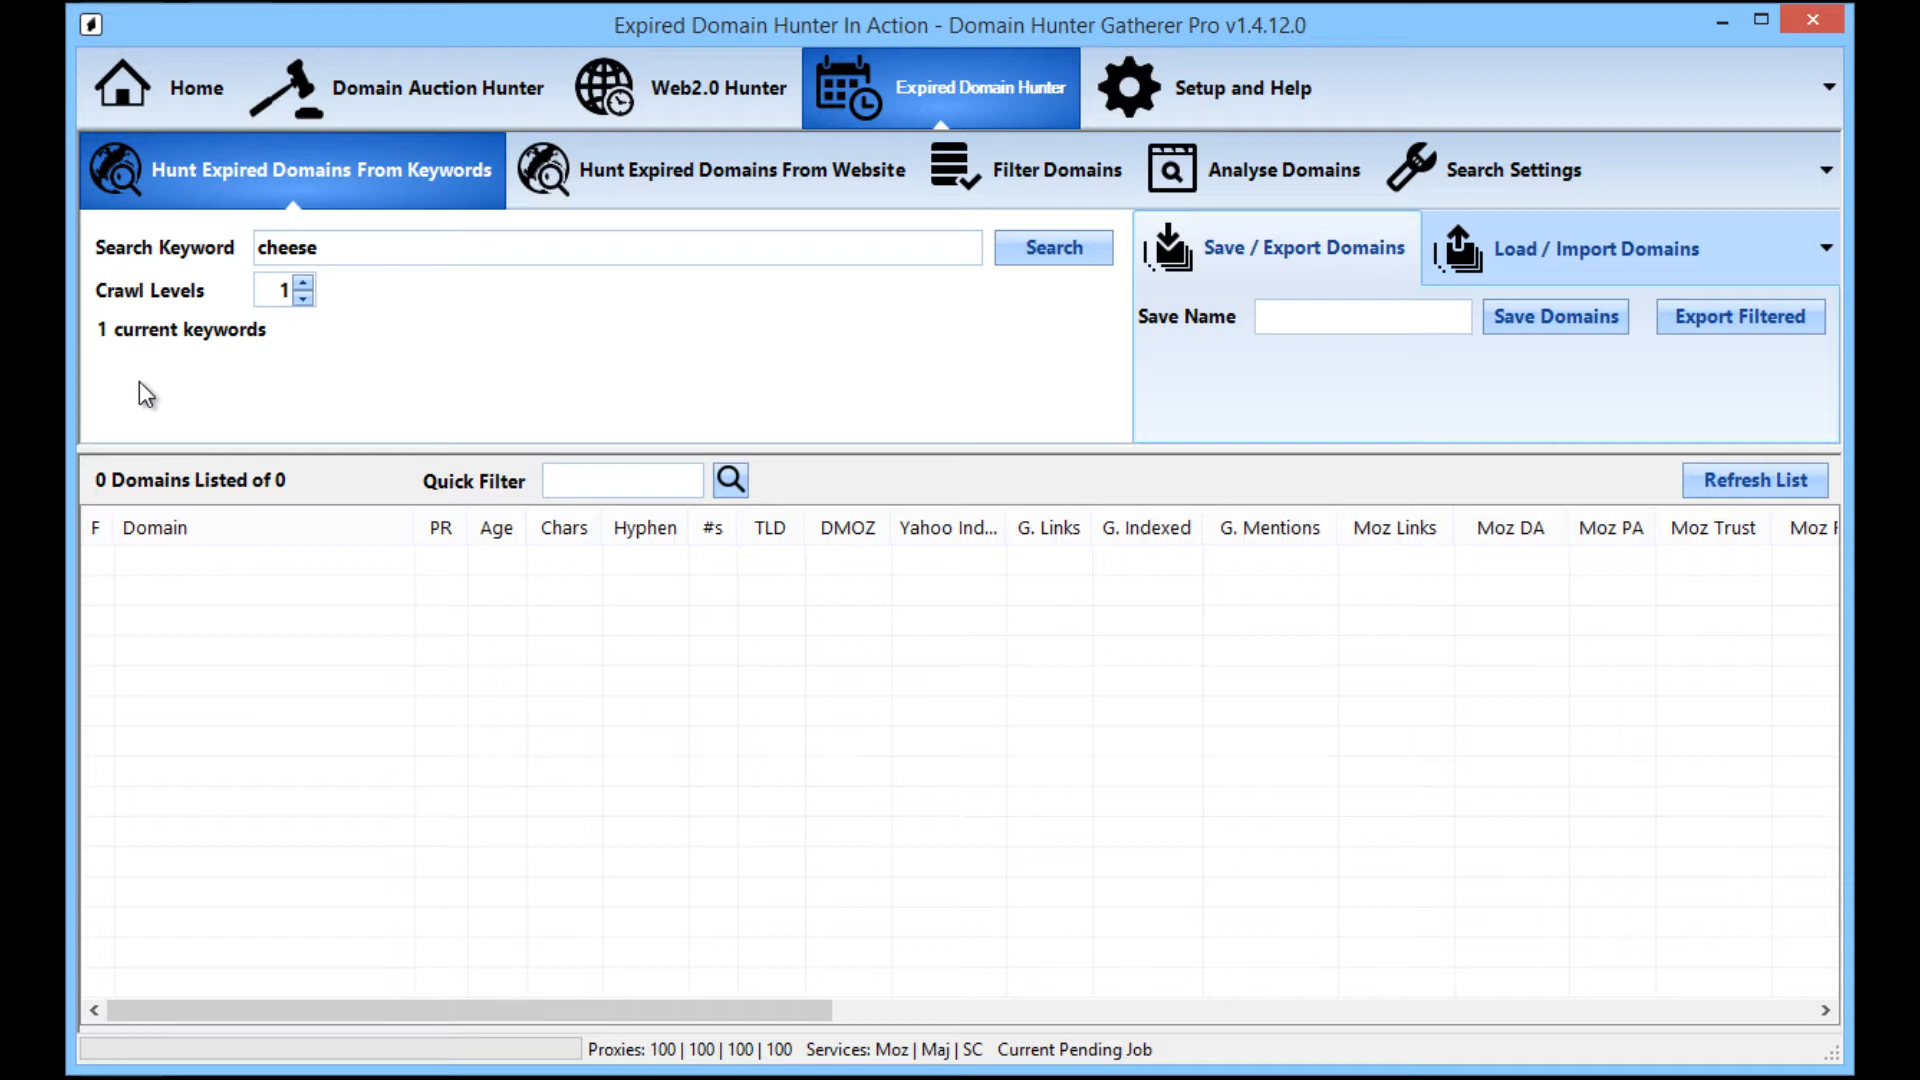 Expired Domain Hunter In Action - Domain Hunter Gatherer Pro v1.4.12.0
Home Domain Auction Hunter Web2.0 Hunter Expired Domain Hunter Setup and Help
Hunt Expired Domains From Keywords Hunt Expired Domains From Website Filter Domains Analyse Domains Search Settings
Search Keyword cheese Search Save / Export Domains Load / Import Domains
Crawl Levels 1
Save Name Save Domains Export Filtered
1 current keywords
0 Domains Listed of 0 Quick Filter Refresh List
F Domain PR Age Chars Hyphen #s TLD DMOZ Yahoo Ind... G. Links G. Indexed G. Mentions Moz Links Moz DA Moz PA Moz Trust Moz
Proxies: 100 | 100 | 100 | 100 Services: Moz | Maj | SC Current Pending Job